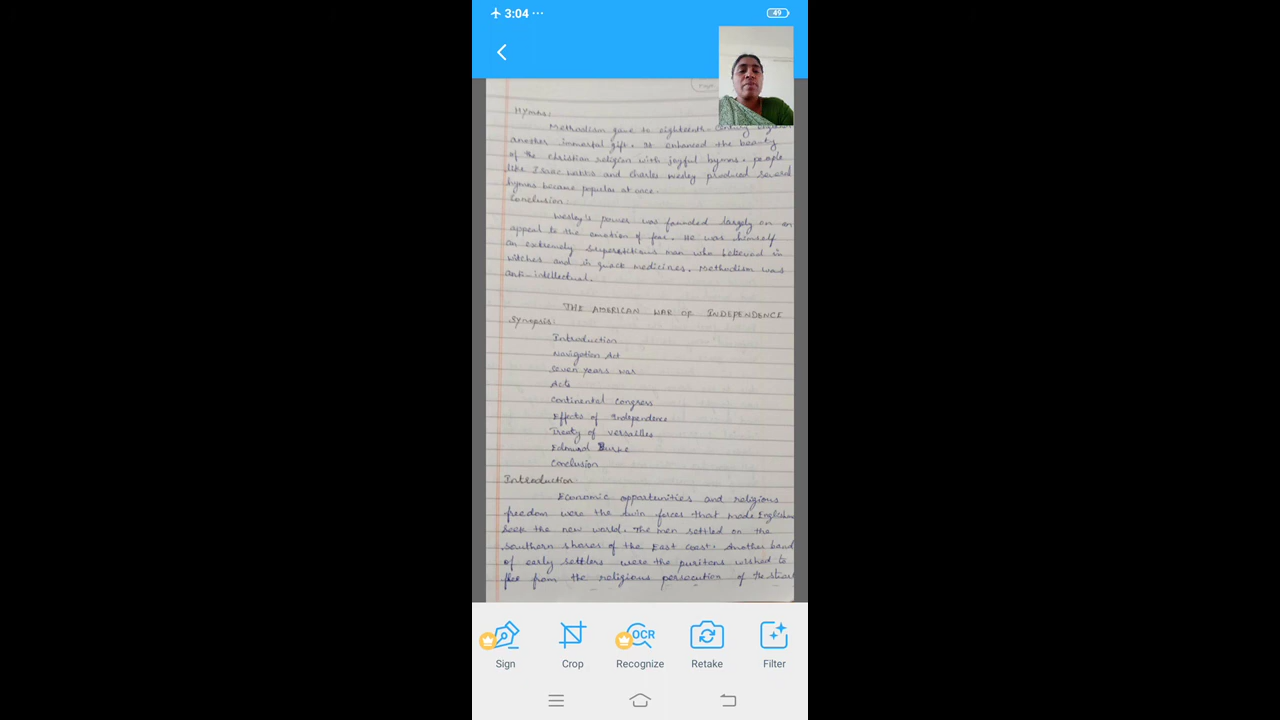 3:04 ...
49
Hymns:
Methodism gave to eighteenth-century
another immortal gift. It enhanced the beauty
of the christian religion with joyful hymns. people
like Isaac watts and charles wesley produced several
hymns became popular at once.
Conclusion:
Wesley's power was founded largely on an
appeal to the emotion of fear. He was himself
an extremely superstitious man who believed in
witches and in quack medicines. Methodism was
anti-intellectual.
THE AMERICAN WAR OF INDEPENDENCE
Synopsis:
Introduction
Navigation Act
Seven years war
Acts
Continental Congress
Effects of Independence
Treaty of versailles
Edmund Burke
Conclusion
Introduction:
Economic opportunities and religious
freedom were the twin forces that made
seek the new world. The men settled on the
southern shores of the East coast. Another band
of early settlers were the puritans wished to
flee from the religious persecution of the
Sign
Crop
OCR
Recognize
Retake
Filter